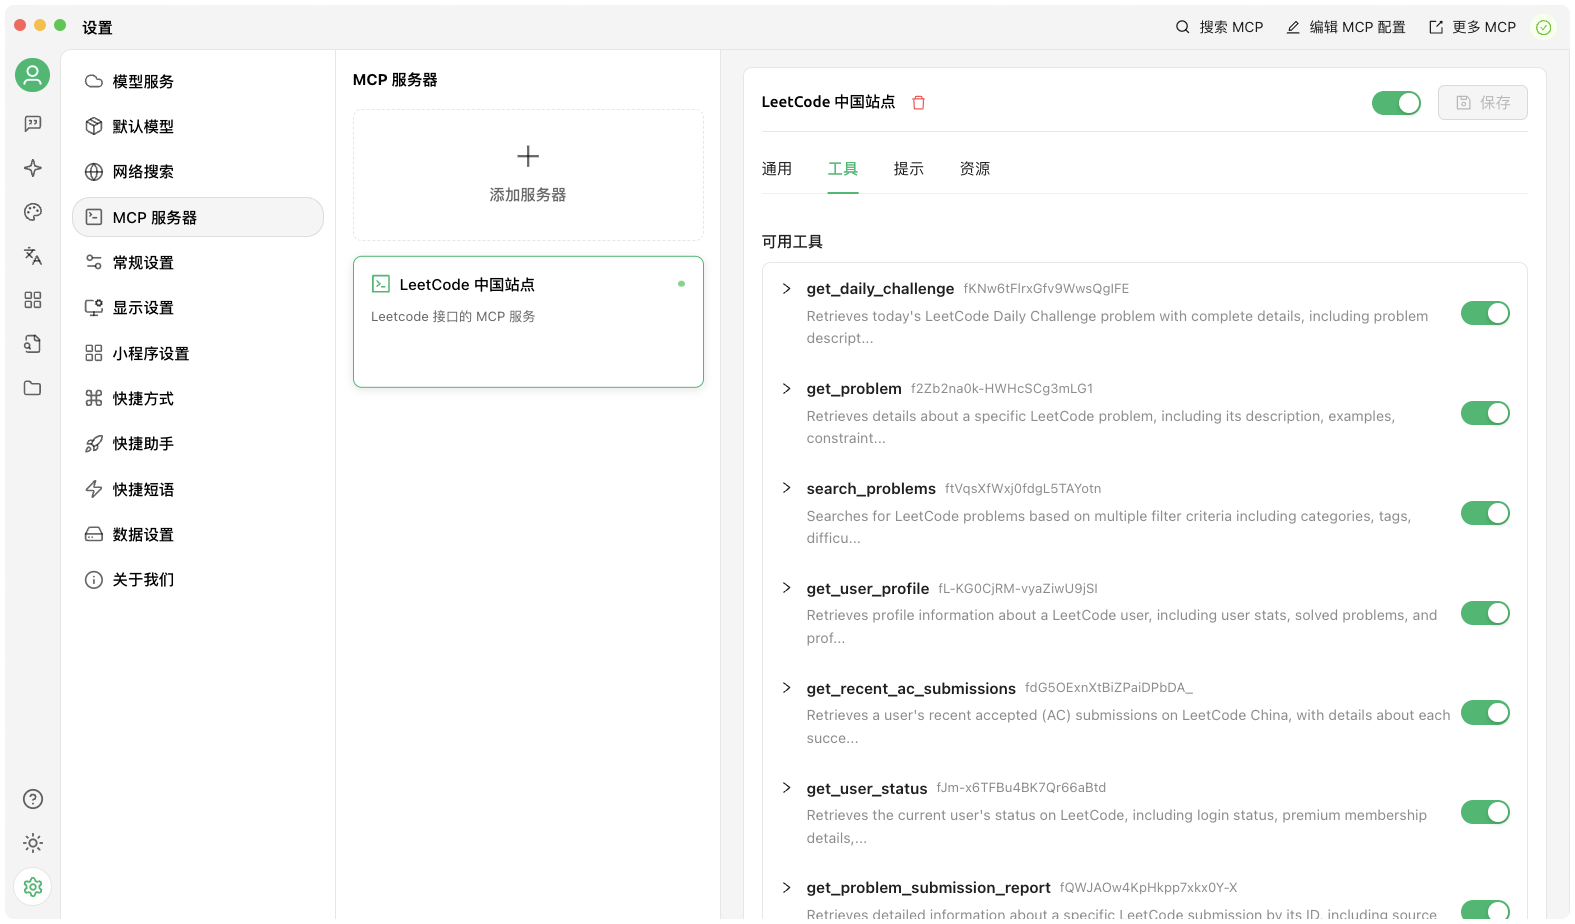 设置
搜索 MCP
编辑 MCP 配置
更多 MCP
模型服务
默认模型
网络搜索
MCP 服务器
常规设置
显示设置
小程序设置
快捷方式
快捷助手
快捷短语
数据设置
关于我们
MCP 服务器
添加服务器
LeetCode 中国站点
Leetcode 接口的 MCP 服务
LeetCode 中国站点
保存
通用 工具 提示 资源
可用工具
get_daily_challenge fKNw6tFlrxGfv9WwsQglFE
Retrieves today's LeetCode Daily Challenge problem with complete details, including problem
descript...
get_problem f2Zb2na0k-HWHcSCg3mLG1
Retrieves details about a specific LeetCode problem, including its description, examples,
constraint...
search_problems ftVqsXfWxj0fdgL5TAYotn
Searches for LeetCode problems based on multiple filter criteria including categories, tags,
difficu...
get_user_profile fL-KG0CjRM-vyaZiwU9jSI
Retrieves profile information about a LeetCode user, including user stats, solved problems, and
prof...
get_recent_ac_submissions fdG5OExnXtBiZPaiDPbDA_
Retrieves a user's recent accepted (AC) submissions on LeetCode China, with details about each
succe...
get_user_status fJm-x6TFBu4BK7Qr66aBtd
Retrieves the current user's status on LeetCode, including login status, premium membership
details,...
get_problem_submission_report fQWJAOw4KpHkpp7xkx0Y-X
Retrieves detailed information about a specific LeetCode submission by its ID, including source